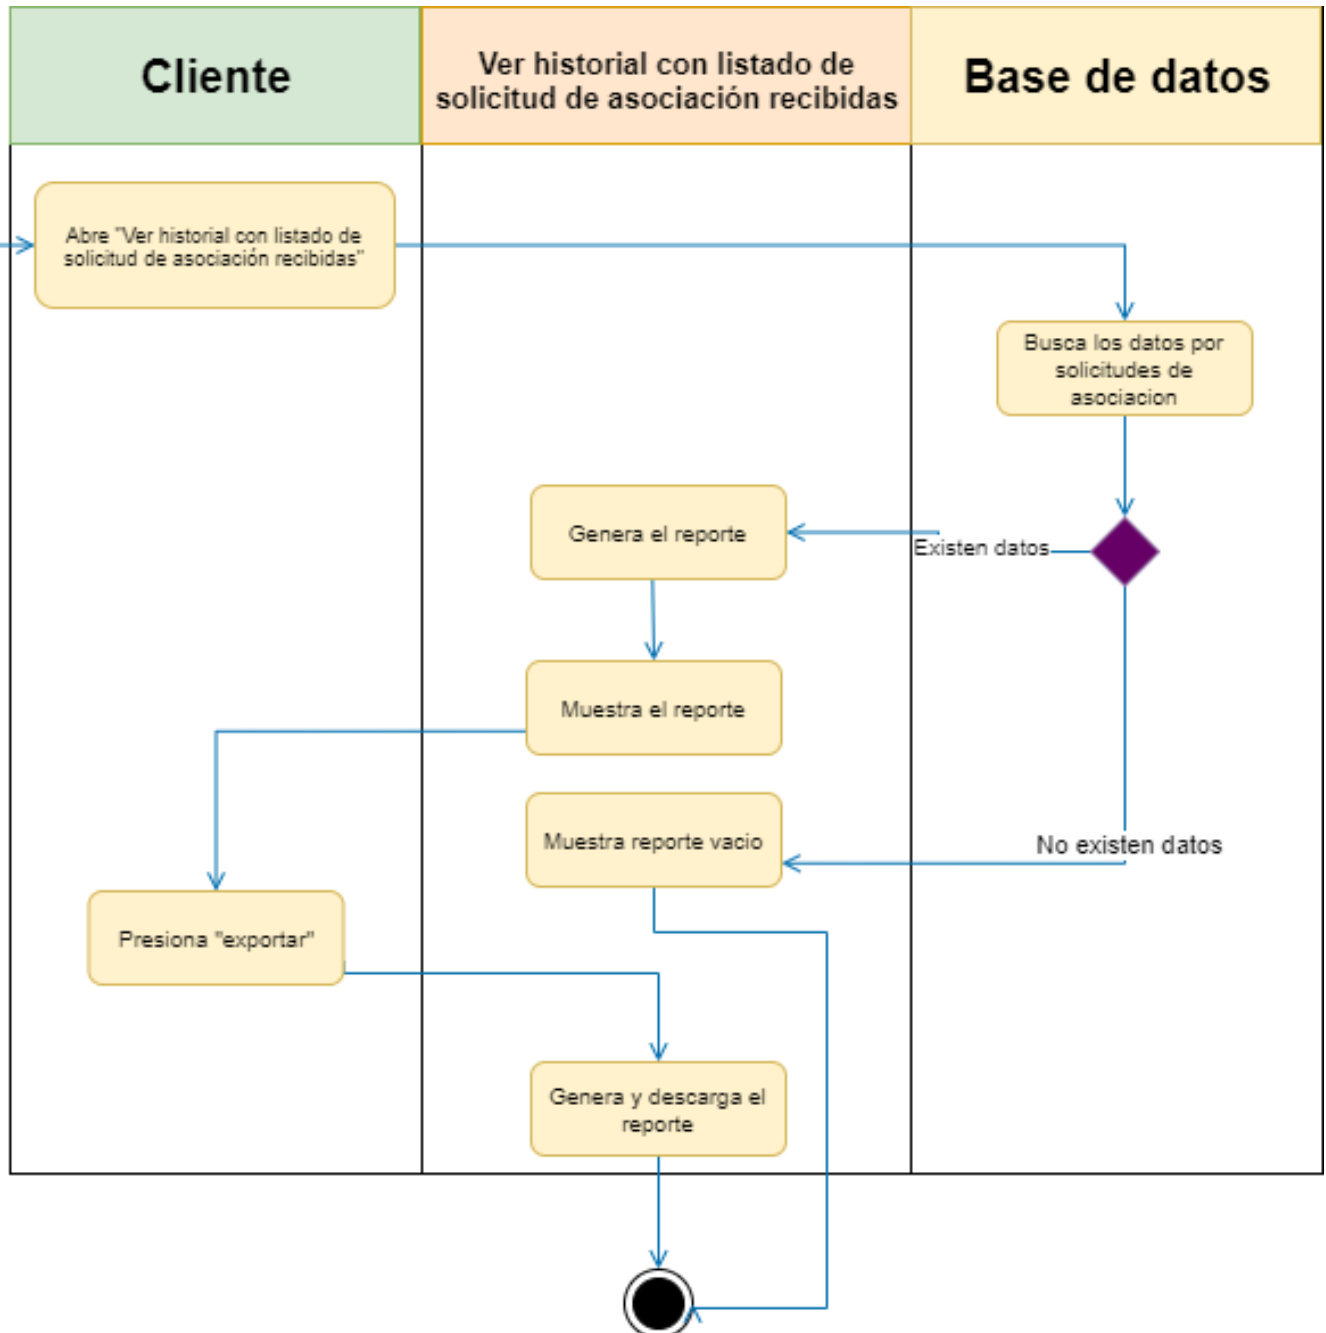 Cliente
Ver historial con listado de
solicitud de asociación recibidas
Base de datos
Abre "Ver historial con listado de
solicitud de asociación recibidas"
Busca los datos por
solicitudes de
asociacion
Genera el reporte
Existen datos
Muestra el reporte
Muestra reporte vacio
No existen datos
Presiona "exportar"
Genera y descarga el
reporte